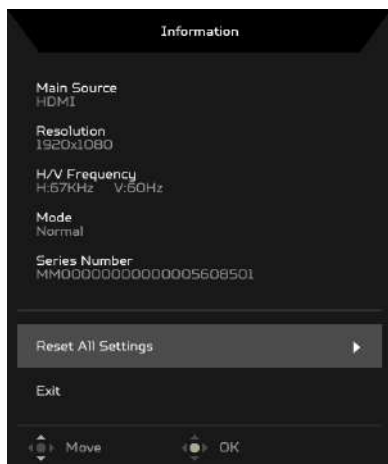 Information
Main Source
HDMI
Resolution
1920x1080
H/V Frequency
H:67KHz V:60Hz
Mode
Normal
Series Number
MM00000000000005608501
Reset All Settings
Exit
Move OK